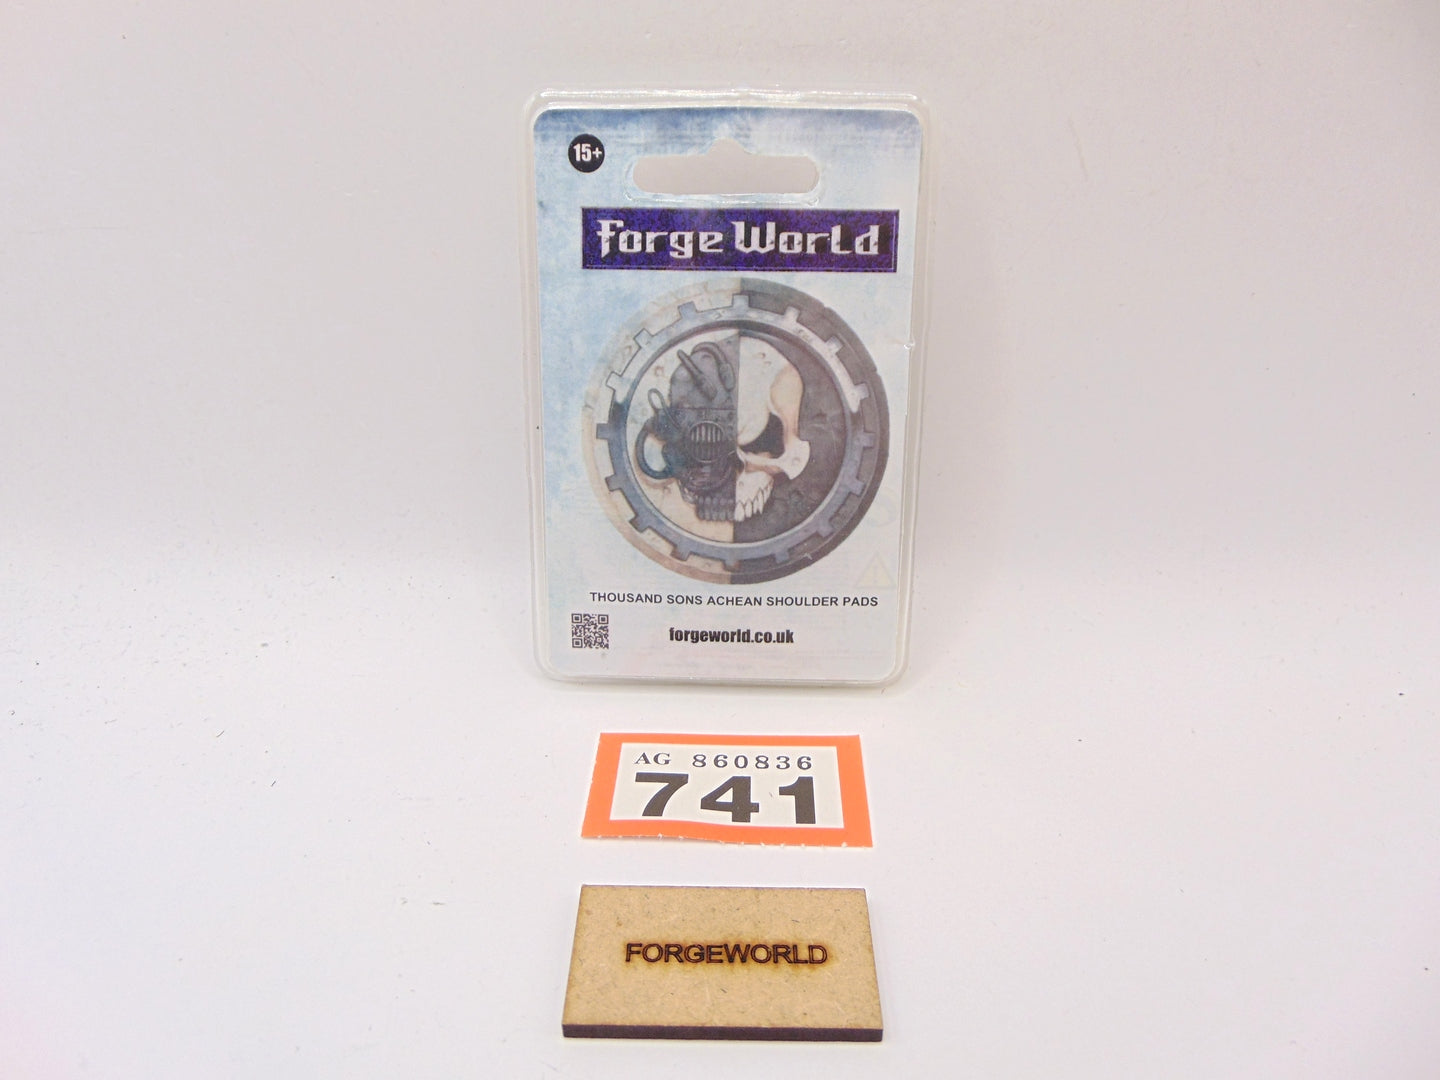 15+
Forge World
THOUSAND SONS ACHEAN SHOULDER PADS
forgeworld.co.uk
AG 860836
741
FORGEWORLD